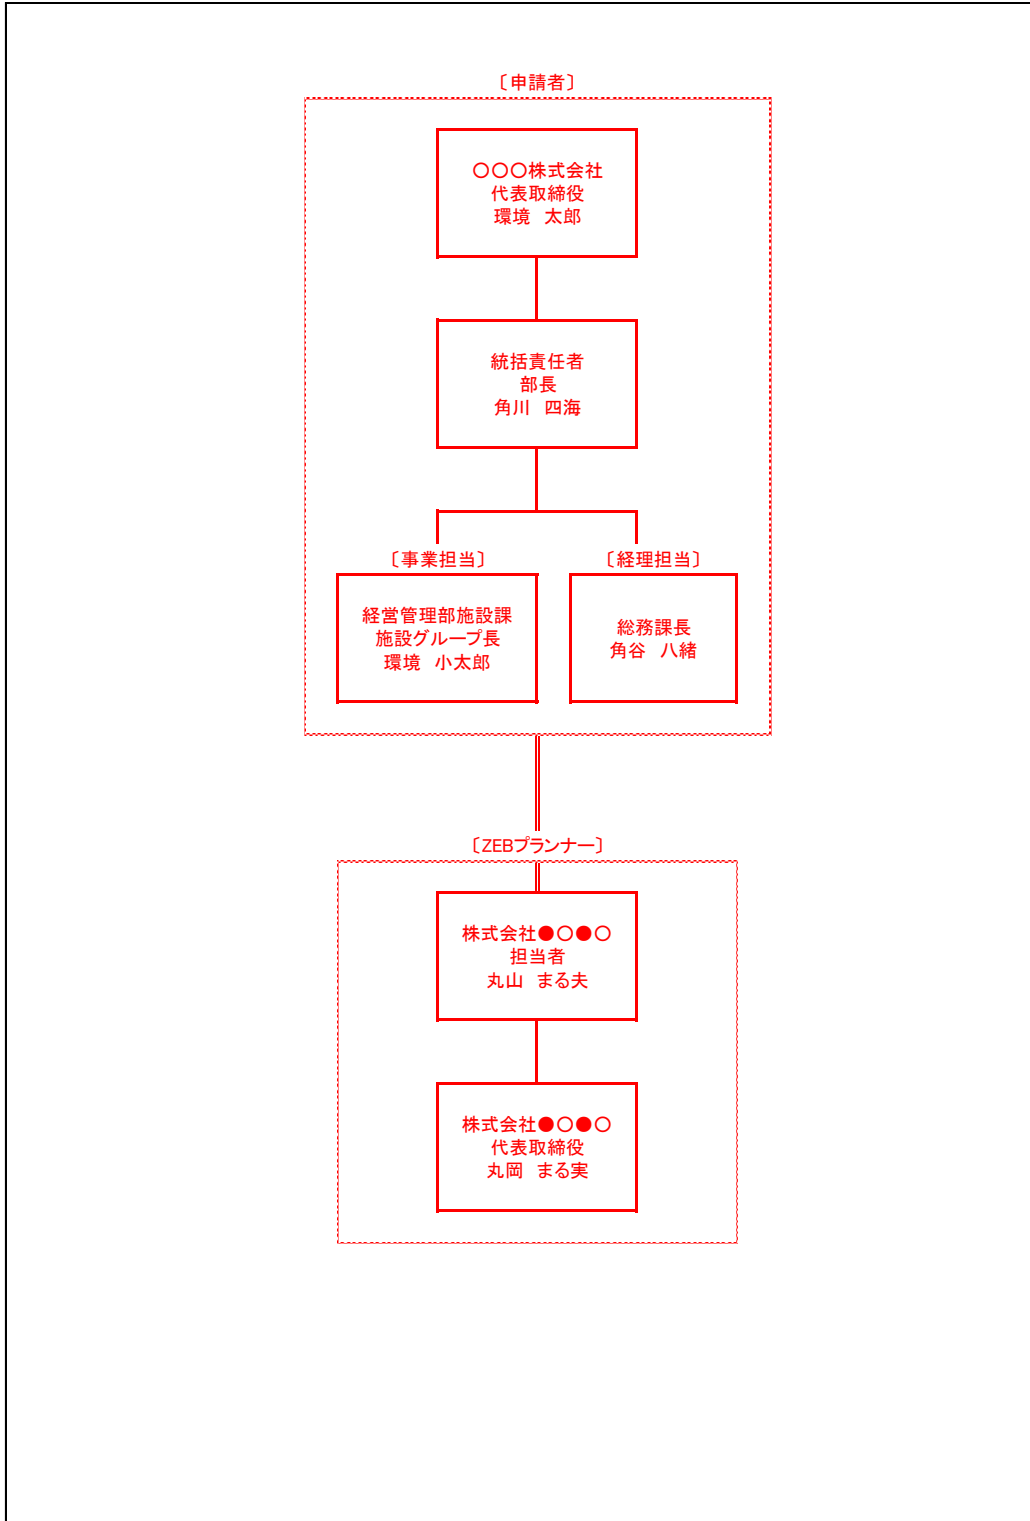 〔申請者〕
〇〇〇株式会社
代表取締役
環境　太郎
統括責任者
部長
角川　四海
〔事業担当〕
経営管理部施設課
施設グループ長
環境　小太郎
〔経理担当〕
総務課長
角谷　八緒
〔ZEBプランナー〕
株式会社●〇●〇
担当者
丸山　まる夫
株式会社●〇●〇
代表取締役
丸岡　まる実